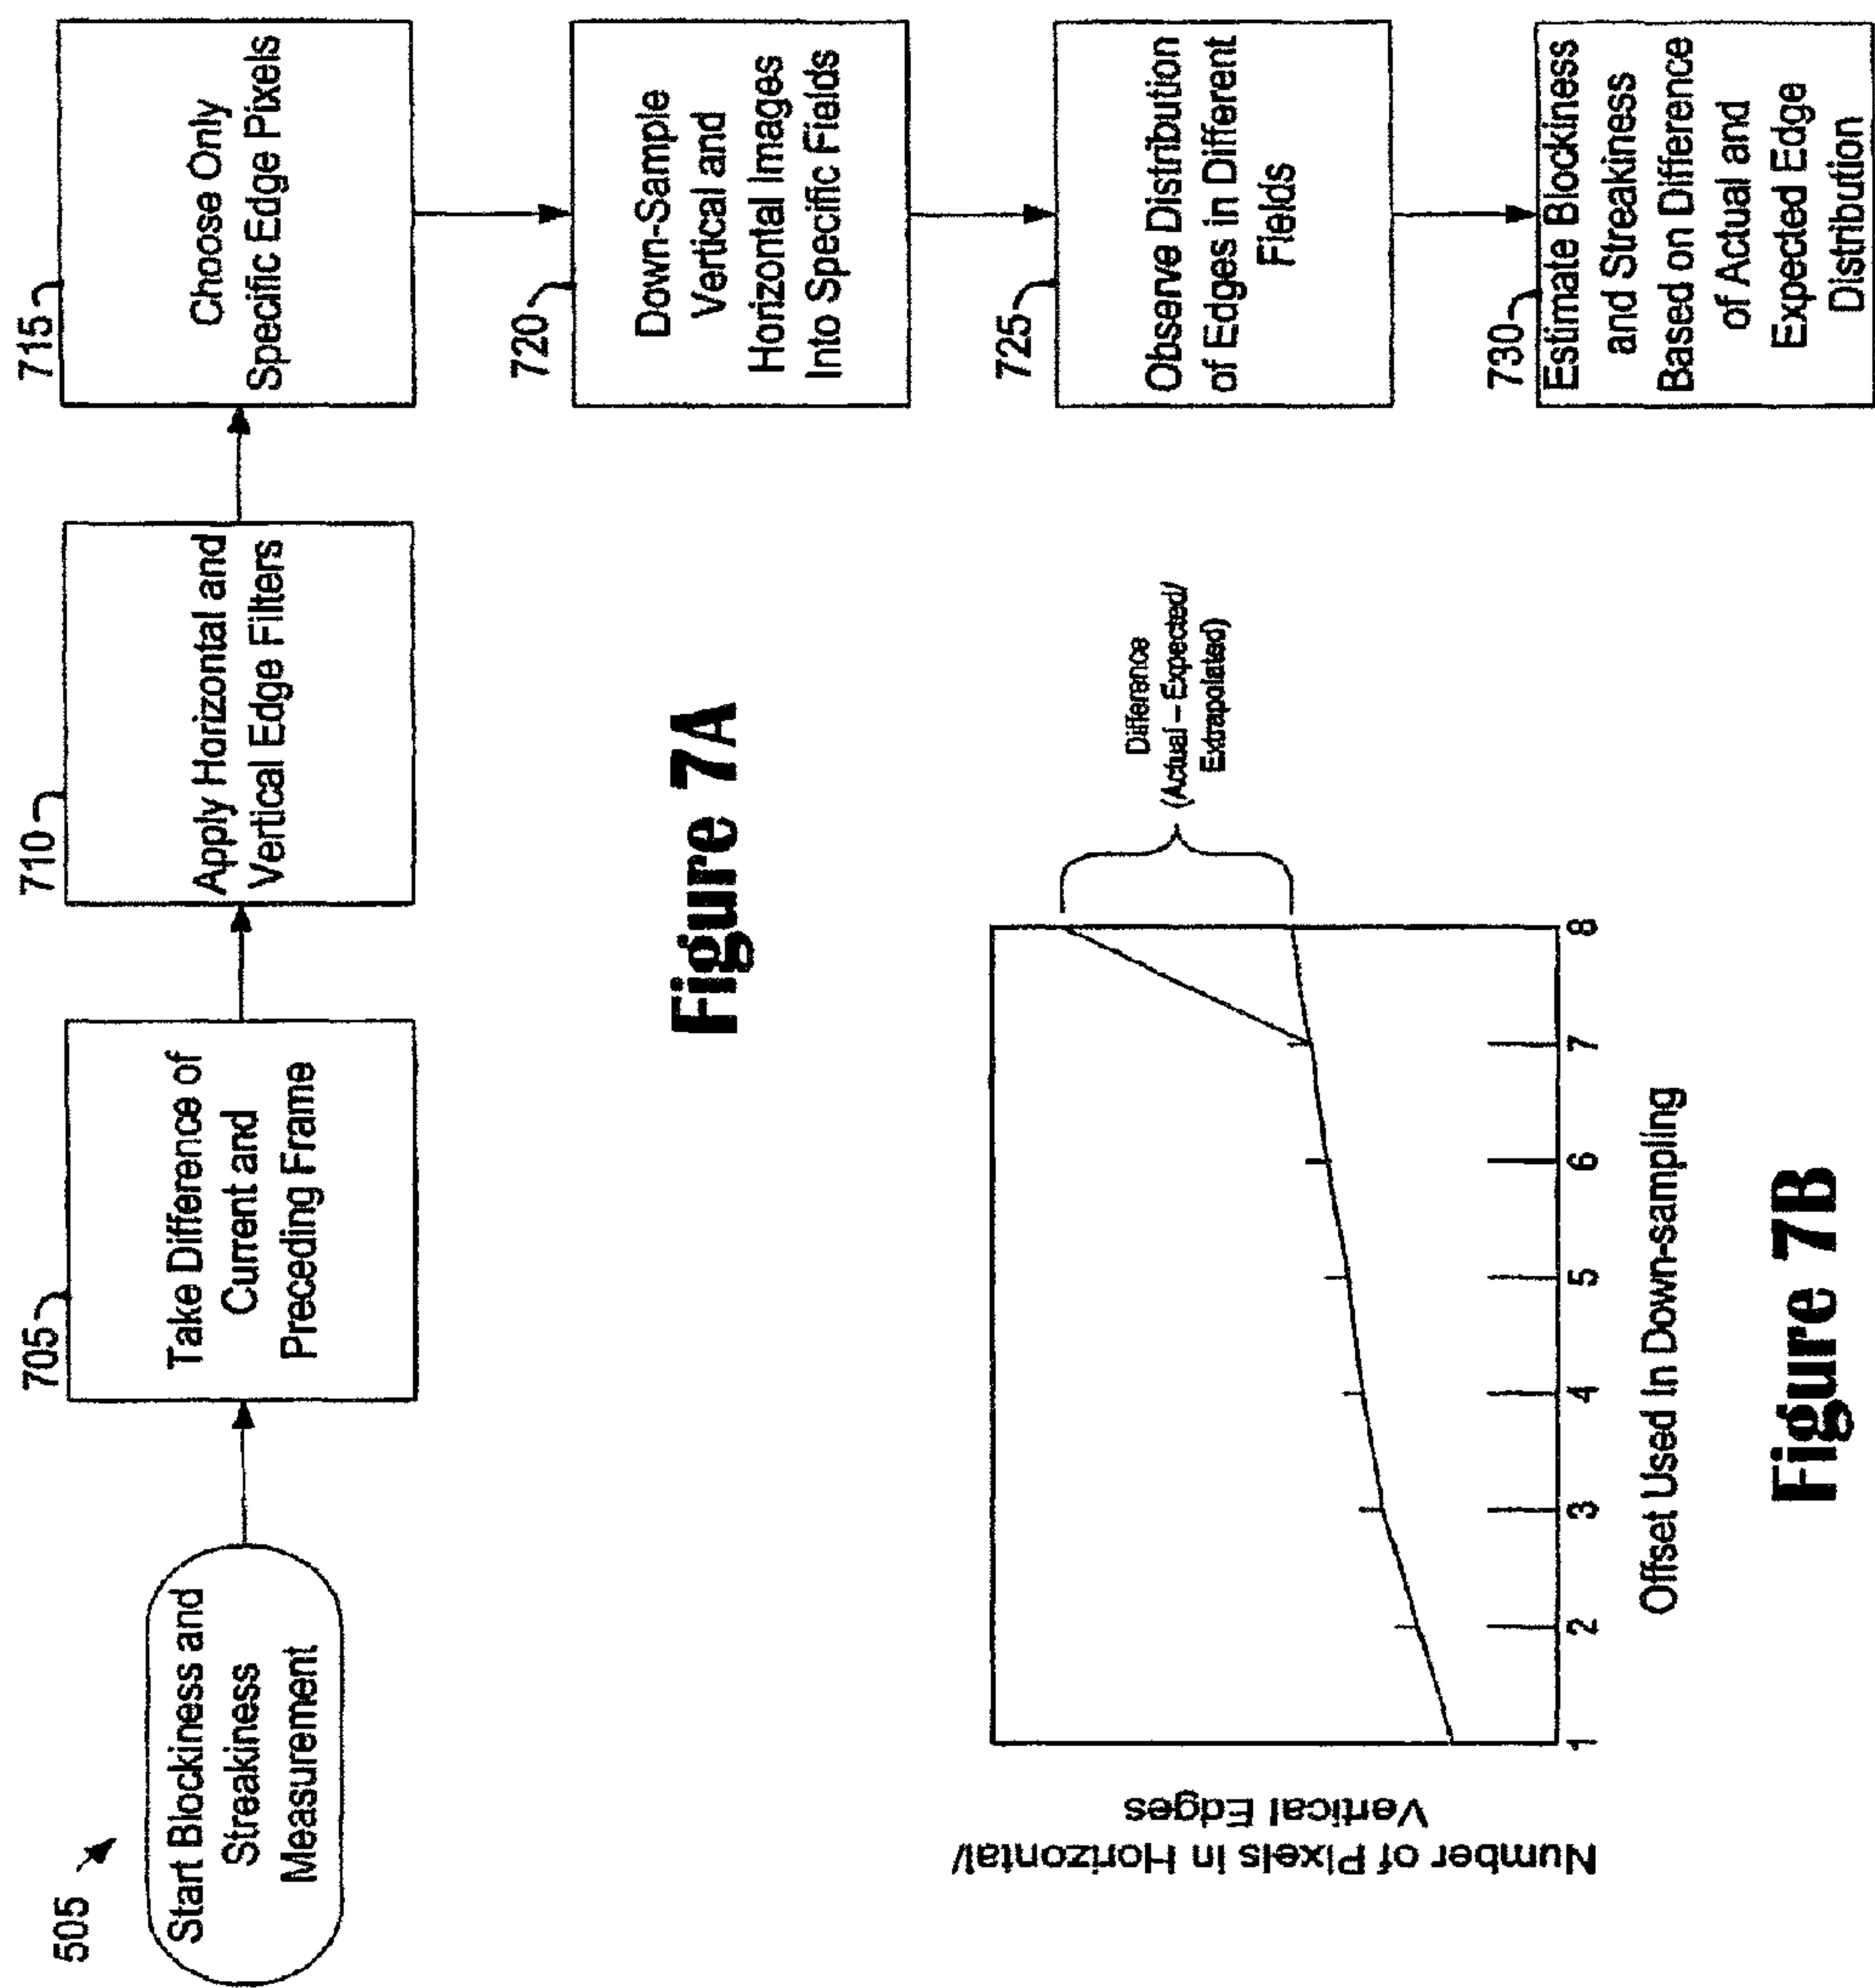 505
Start Blockiness and
Streakiness
Measurement
705
Take Difference of
Current and
Preceding Frame
710
Apply Horizontal and
Vertical Edge Filters
715
Choose Only
Specific Edge Pixels
720
Down-Sample
Vertical and
Horizontal Images
Into Specific Fields
725
Observe Distribution
of Edges in Different
Fields
730
Estimate Blockiness
and Streakiness
Based on Difference
of Actual and
Expected Edge
Distribution
Figure 7A
Number of Pixels in Horizontal/
Vertical Edges
Difference
(Actual – Expected/
Extrapolated)
1 2 3 4 5 6 7 8
Offset Used In Down-sampling
Figure 7B